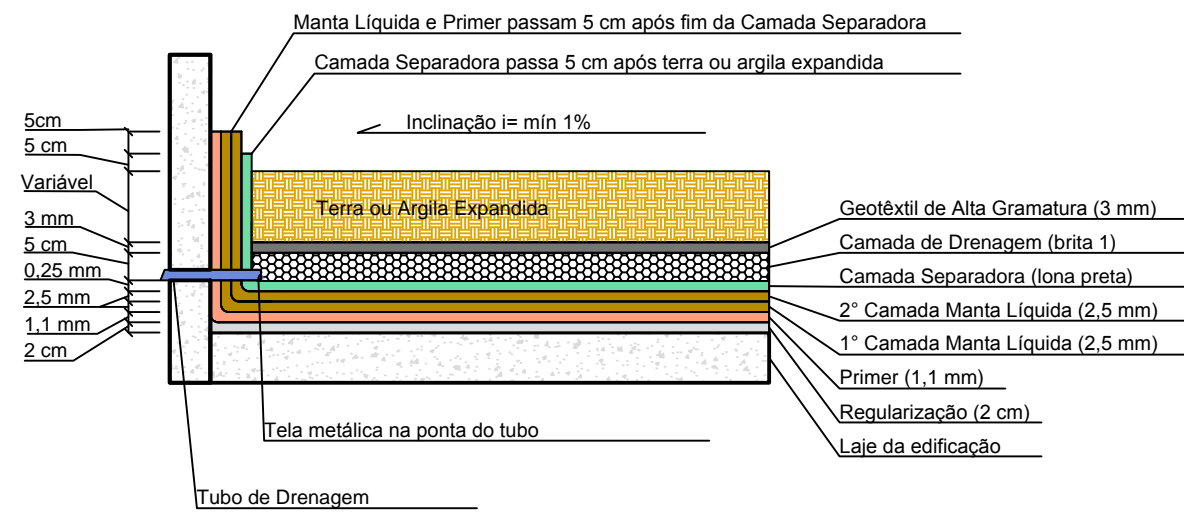 Manta Líquida e Primer passam 5 cm após fim da Camada Separadora
Camada Separadora passa 5 cm após terra ou argila expandida
Inclinação i= mín 1%
5cm
5 cm
Variável
3 mm
5 cm
0,25 mm
2,5 mm
1,1 mm
2 cm
Terra ou Argila Expandida
Geotêxtil de Alta Gramatura (3 mm)
Camada de Drenagem (brita 1)
Camada Separadora (lona preta)
2° Camada Manta Líquida (2,5 mm)
1° Camada Manta Líquida (2,5 mm)
Primer (1,1 mm)
Regularização (2 cm)
Laje da edificação
Tela metálica na ponta do tubo
Tubo de Drenagem